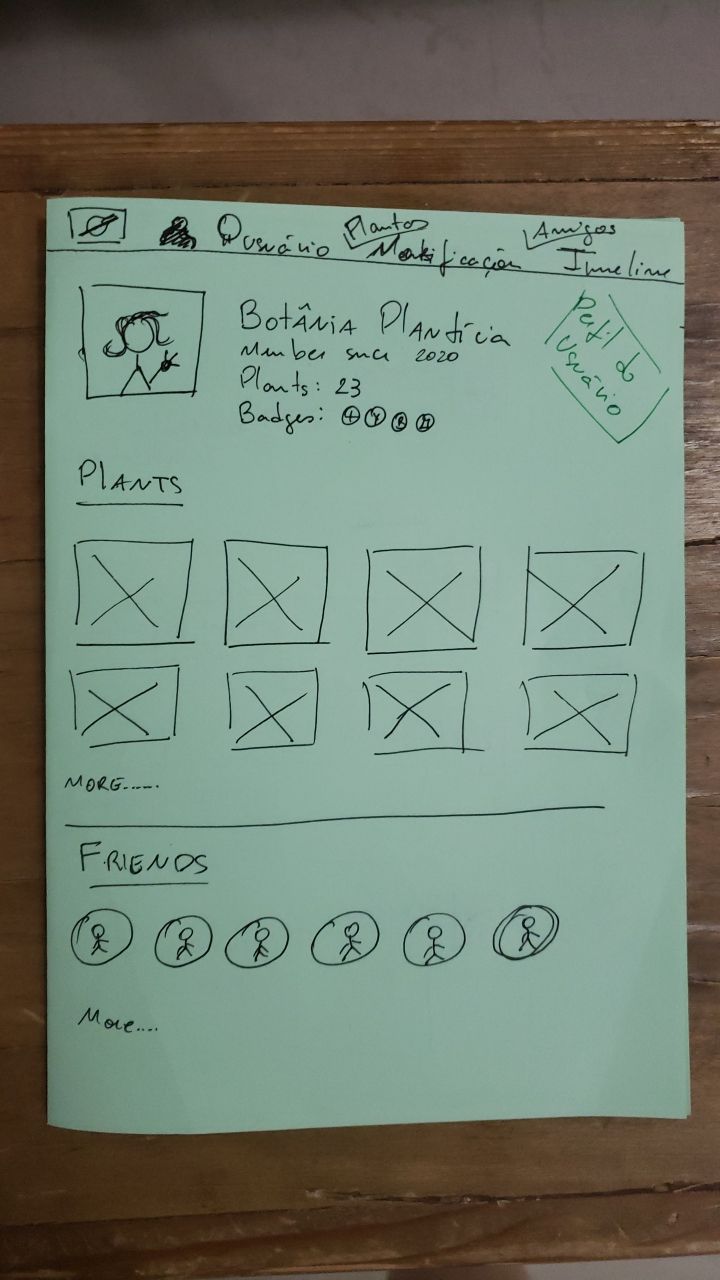 Usuário
Plantas
Notificação
Amigos
Timeline
BotâNiA PlANtícia
Member since 2020
Plants: 23
Badges:
Perfil do
Usuário
PlANTS
MORE......
FRIENDS
More....